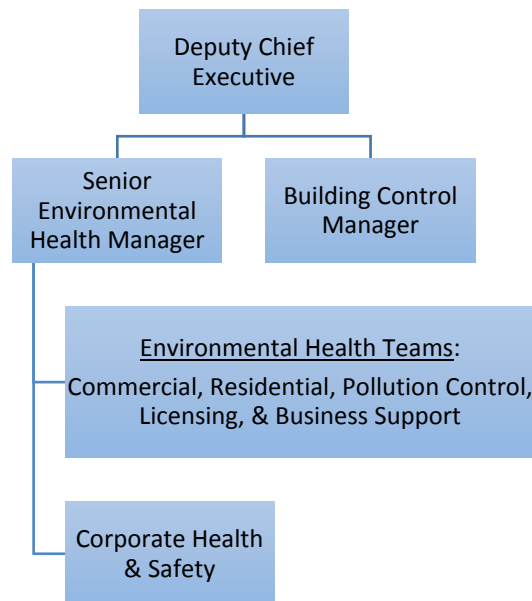 Deputy Chief
Executive
Senior
Environmental
Health Manager
Building Control
Manager
Environmental Health Teams:
Commercial, Residential, Pollution Control,
Licensing, & Business Support
Corporate Health
& Safety